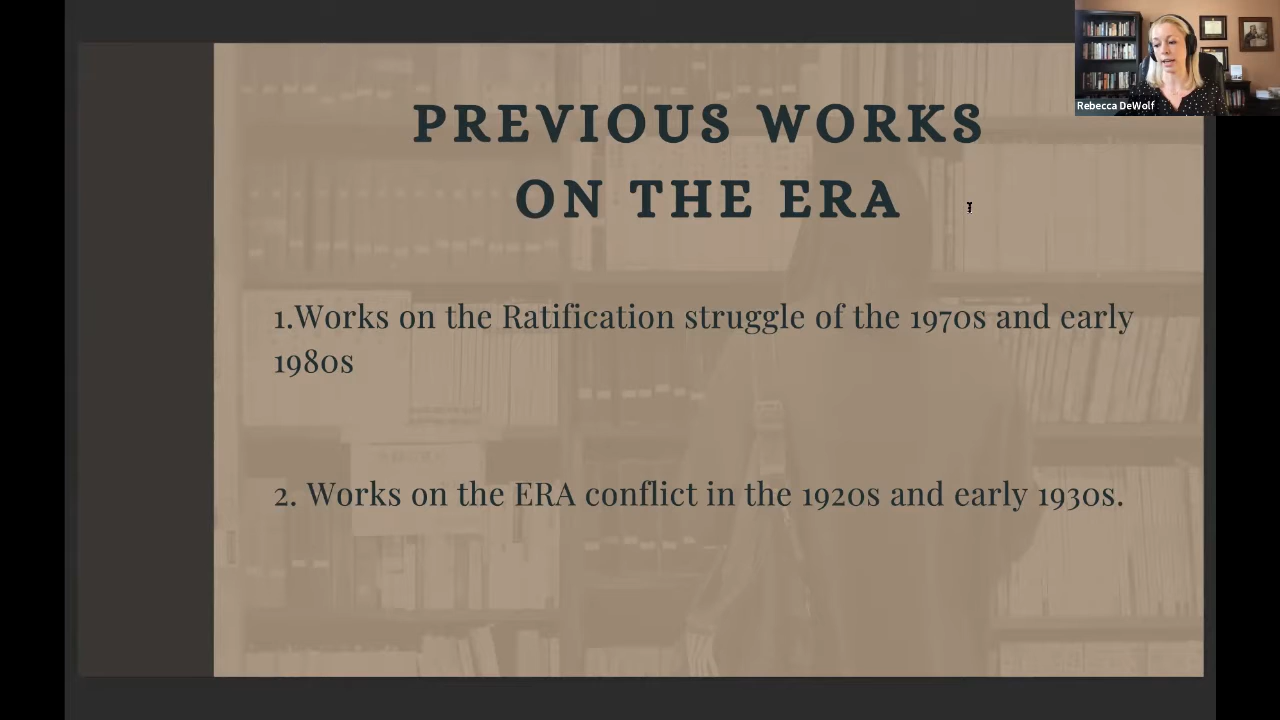 PREVIOUS WORKS
ON THE ERA
1.Works on the Ratification struggle of the 1970s and early
1980s
2. Works on the ERA conflict in the 1920s and early 1930s.
Rebecca DeWolf